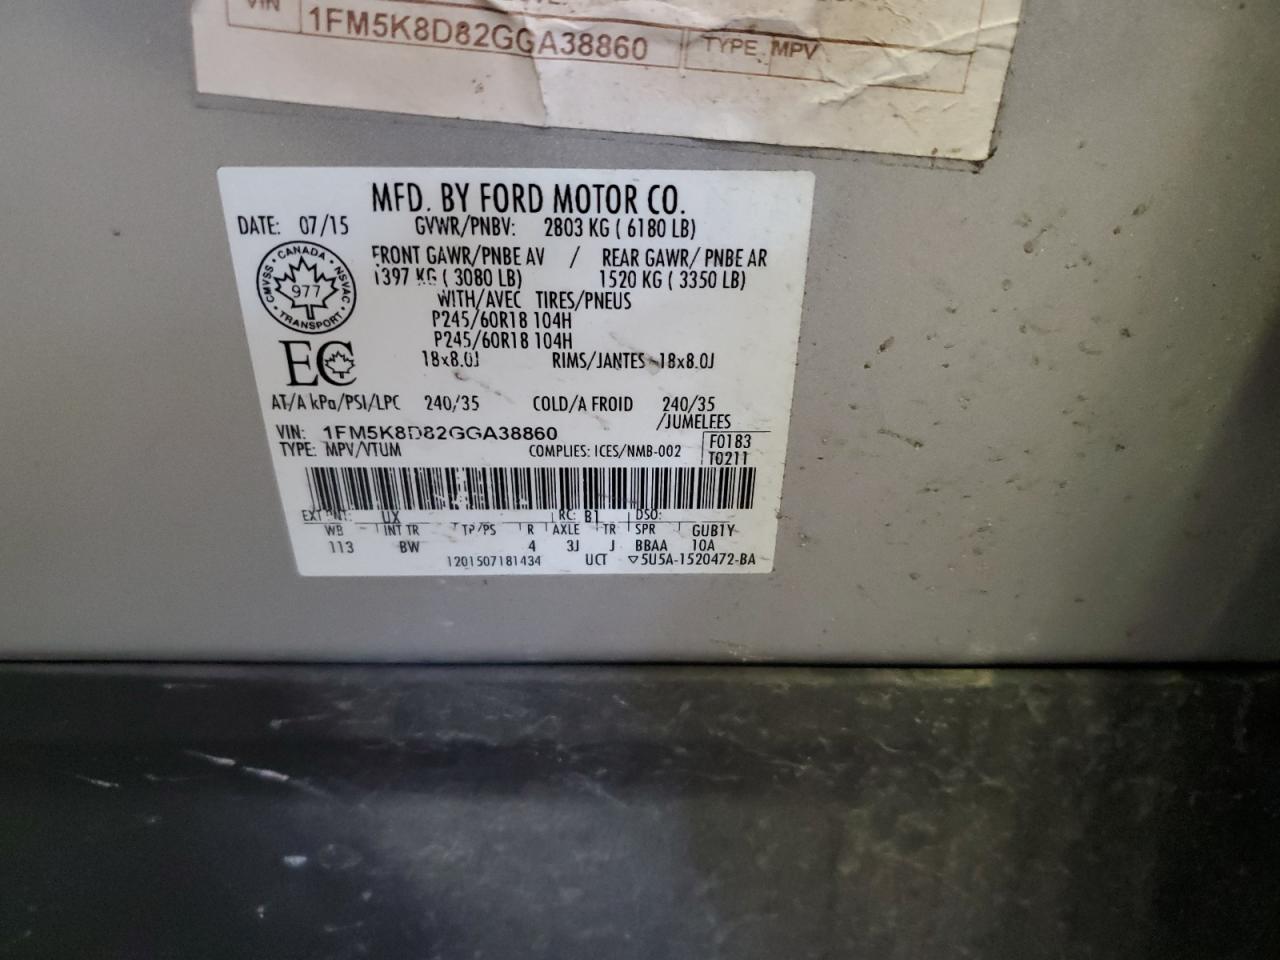 VIN 1FM5K8D82GGA38860 TYPE MPV
MFD. BY FORD MOTOR CO.
DATE: 07/15 GVWR/PNBV: 2803 KG ( 6180 LB)
FRONT GAWR/PNBE AV / REAR GAWR/ PNBE AR
1397 KG ( 3080 LB) 1520 KG ( 3350 LB)
WITH/AVEC TIRES/PNEUS
P245/60R18 104H
P245/60R18 104H
18x8.0J RIMS/JANTES 18x8.0J
CANADA
CMVSS NSVAC
977
TRANSPORT
EC
AT/A kPa/PSI/LPC 240/35 COLD/A FROID 240/35
/JUMELEES
VIN: 1FM5K8D82GGA38860
TYPE: MPV/VTUM COMPLIES: ICES/NMB-002
F0183
T0211
EXT PNT: UX RC: B1 DSO:
WB INT TR TP/PS R AXLE TR SPR GUB1Y
113 BW 4 3J J BBAA 10A
1201507181434 UCT ▽5U5A-1520472-BA